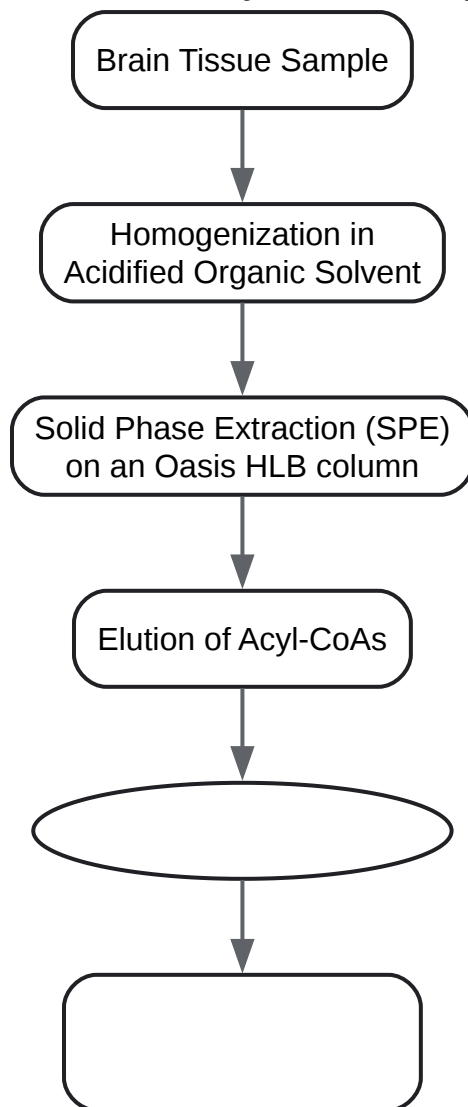 Brain Tissue Sample
Homogenization in
Acidified Organic Solvent
Solid Phase Extraction (SPE)
on an Oasis HLB column
Elution of Acyl-CoAs